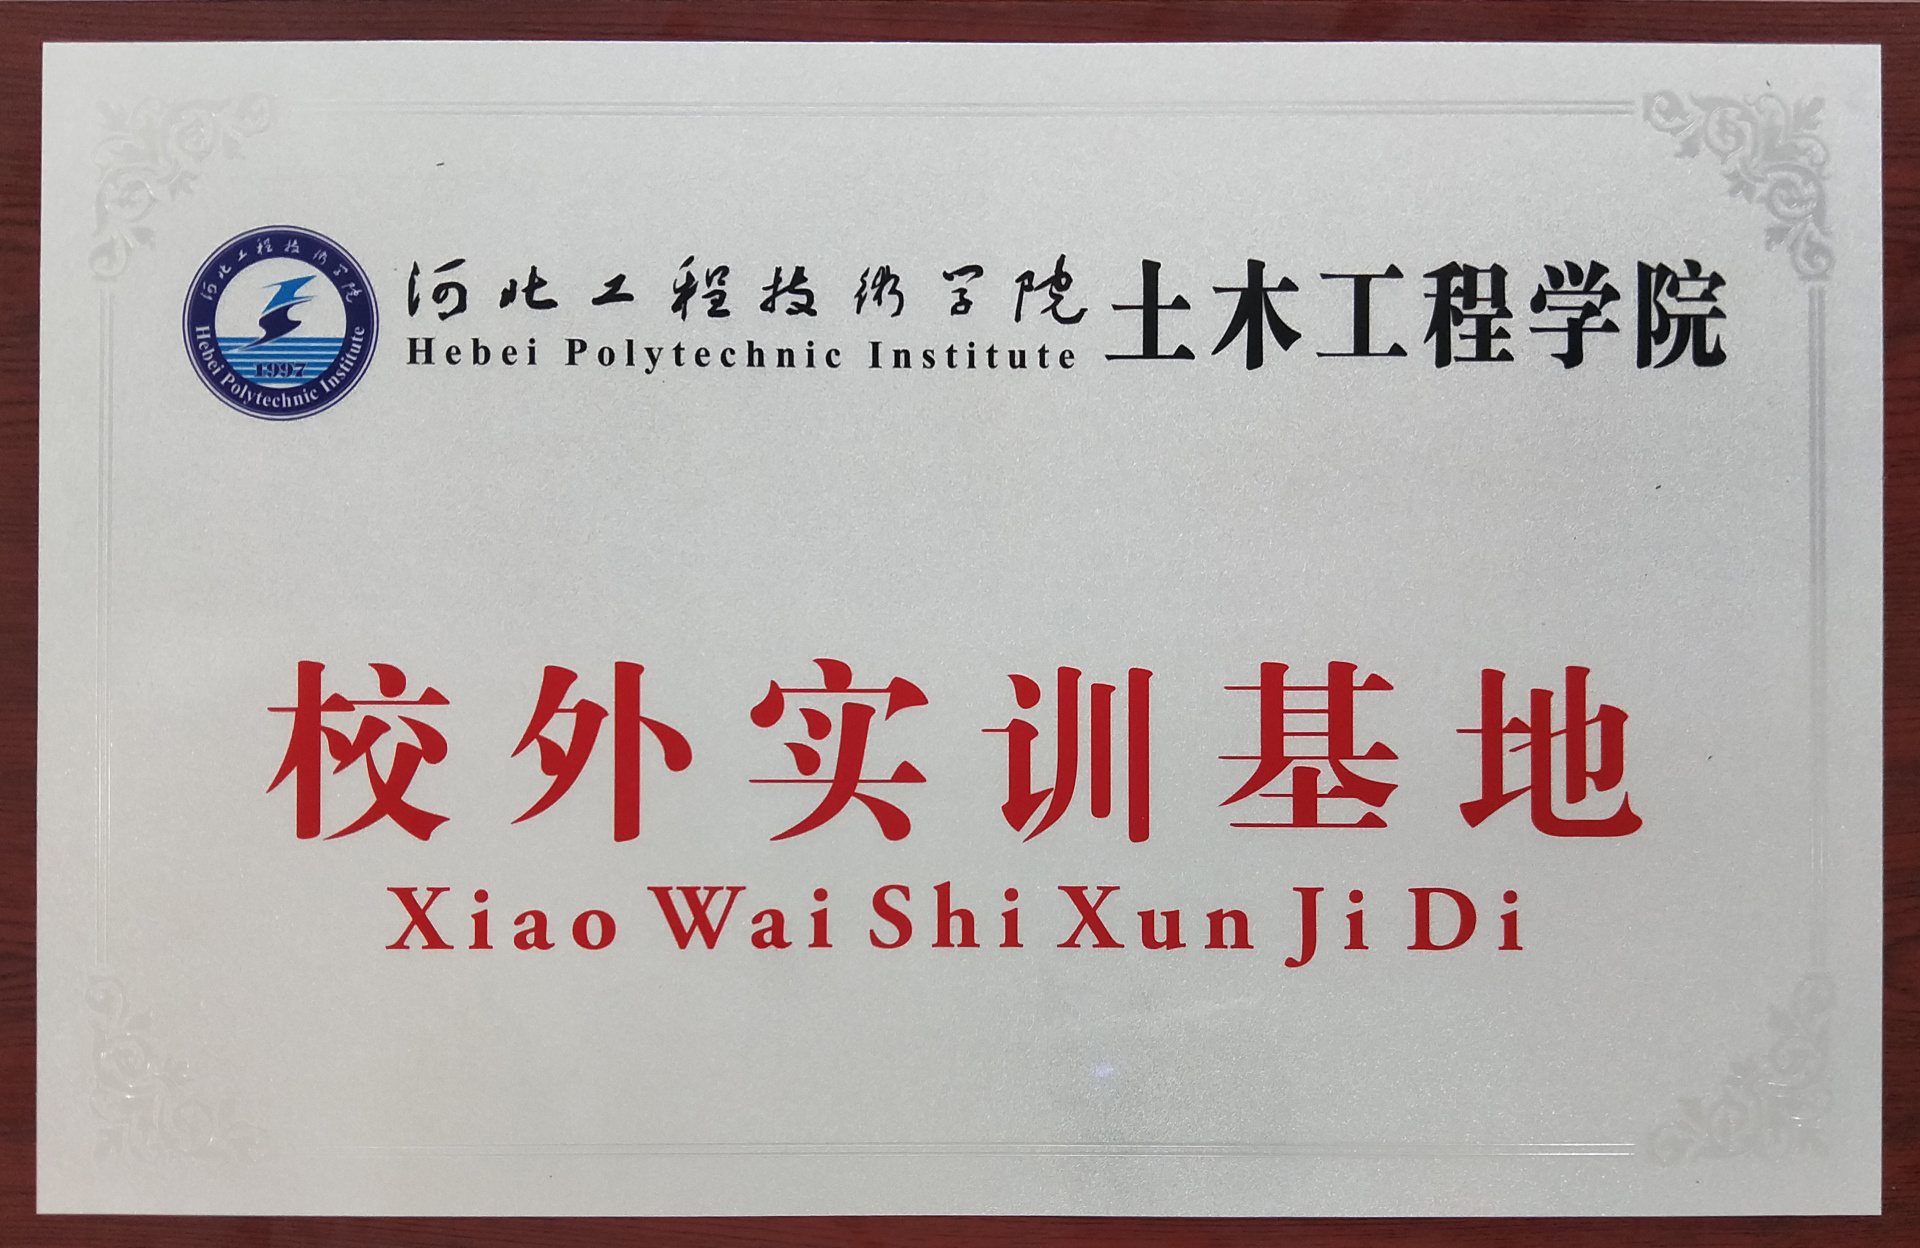 河北工程技术学院
Hebei Polytechnic Institute
1997
河北工程技术学院 土木工程学院
Hebei Polytechnic Institute
校外实训基地
Xiao Wai Shi Xun Ji Di